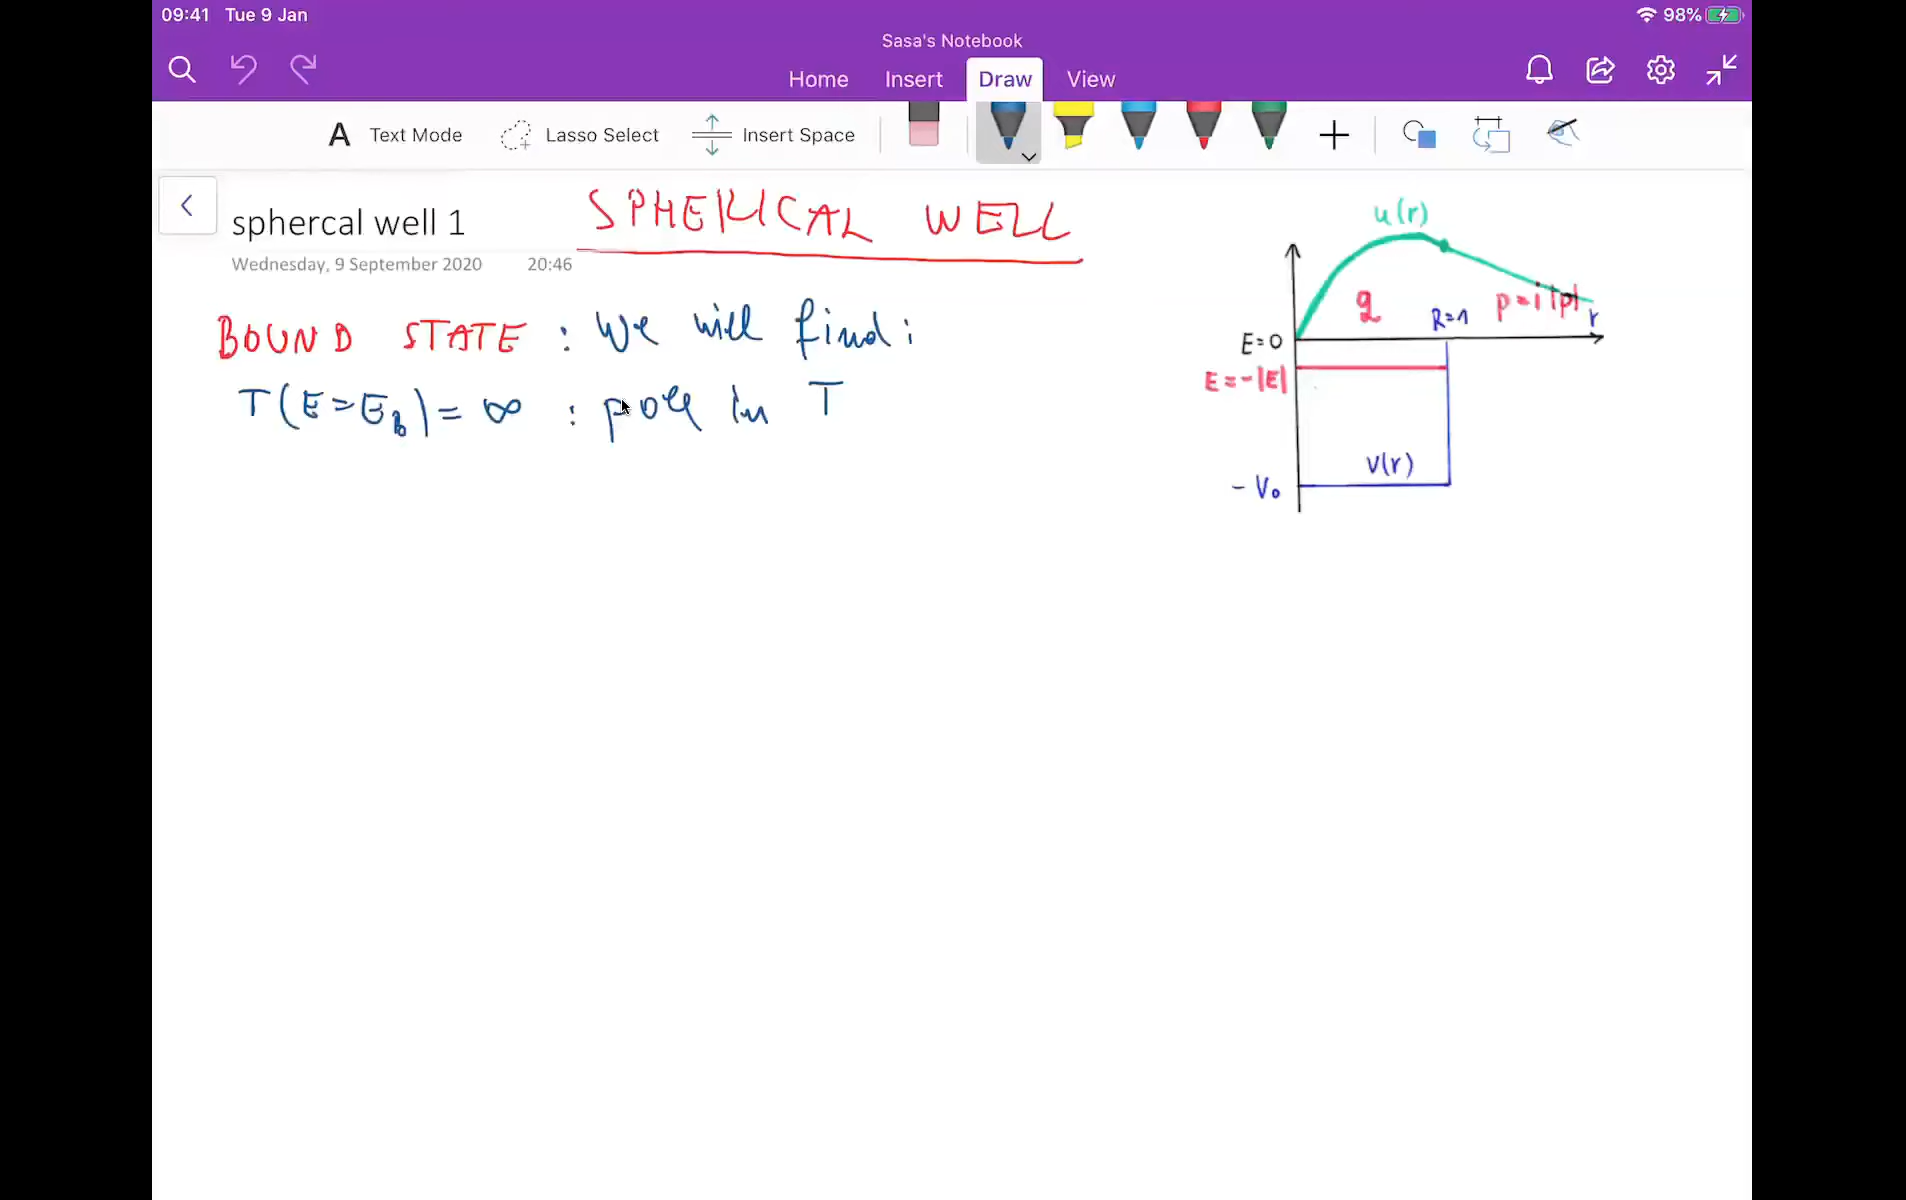 09:41 Tue 9 Jan 98%
Sasa's Notebook
Home Insert Draw View
A Text Mode Lasso Select Insert Space
sphercal well 1
SPHERICAL WELL
Wednesday, 9 September 2020 20:46
BOUND STATE : We will find :
T(E=E_b) = ∞ : pole in T
u(r)
q
p=i|p|
R=1
r
E=0
E=-|E|
V(r)
-V₀